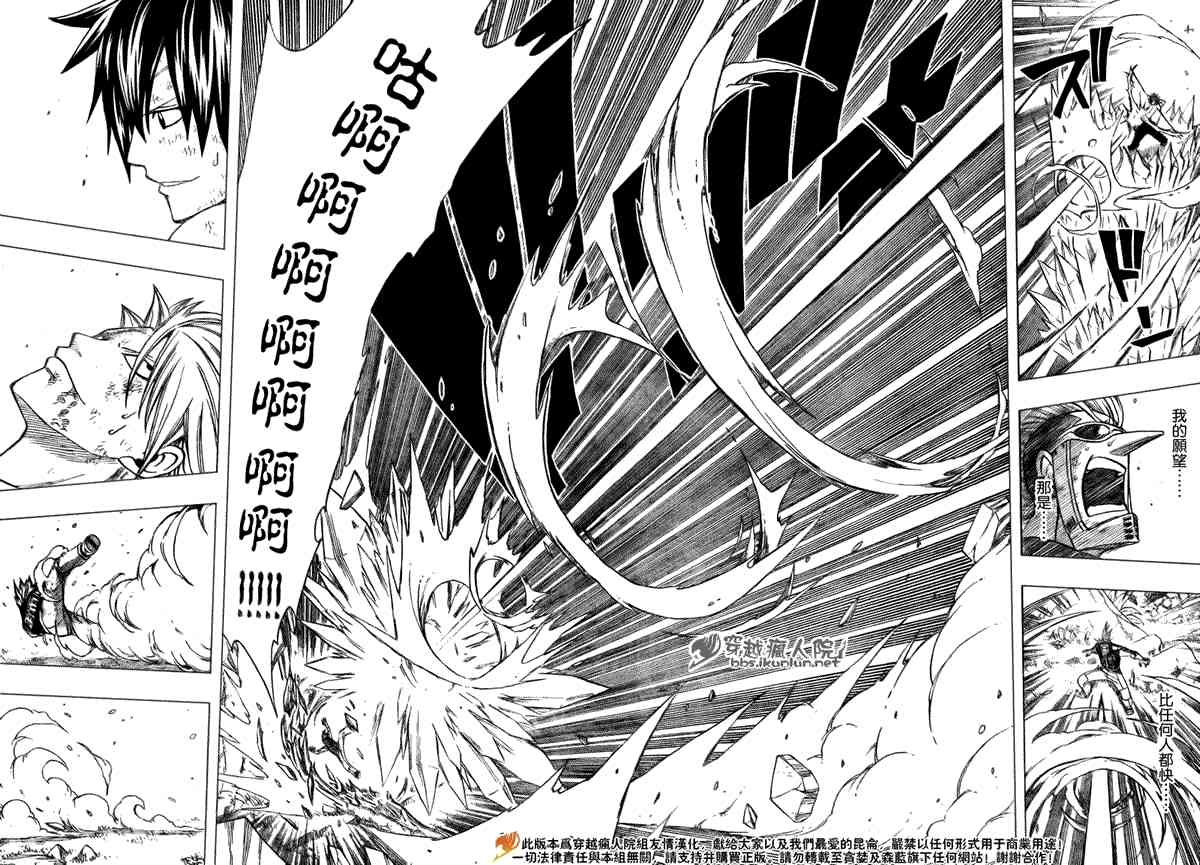 ズ
ド
ン
我的願望……
那是……
比任何人都快……
咕啊啊啊啊啊啊啊!!!!!!
穿越瘋人院
bbs.ikunlun.net
此版本爲穿越瘋人院組友情漢化、獻給大家以及我們最愛的昆侖、嚴禁以任何形式用于商業用途!
一切法律責任與本組無關、請支持并購買正版、請勿轉載至貪婪及森藍旗下任何網站! 謝謝合作!